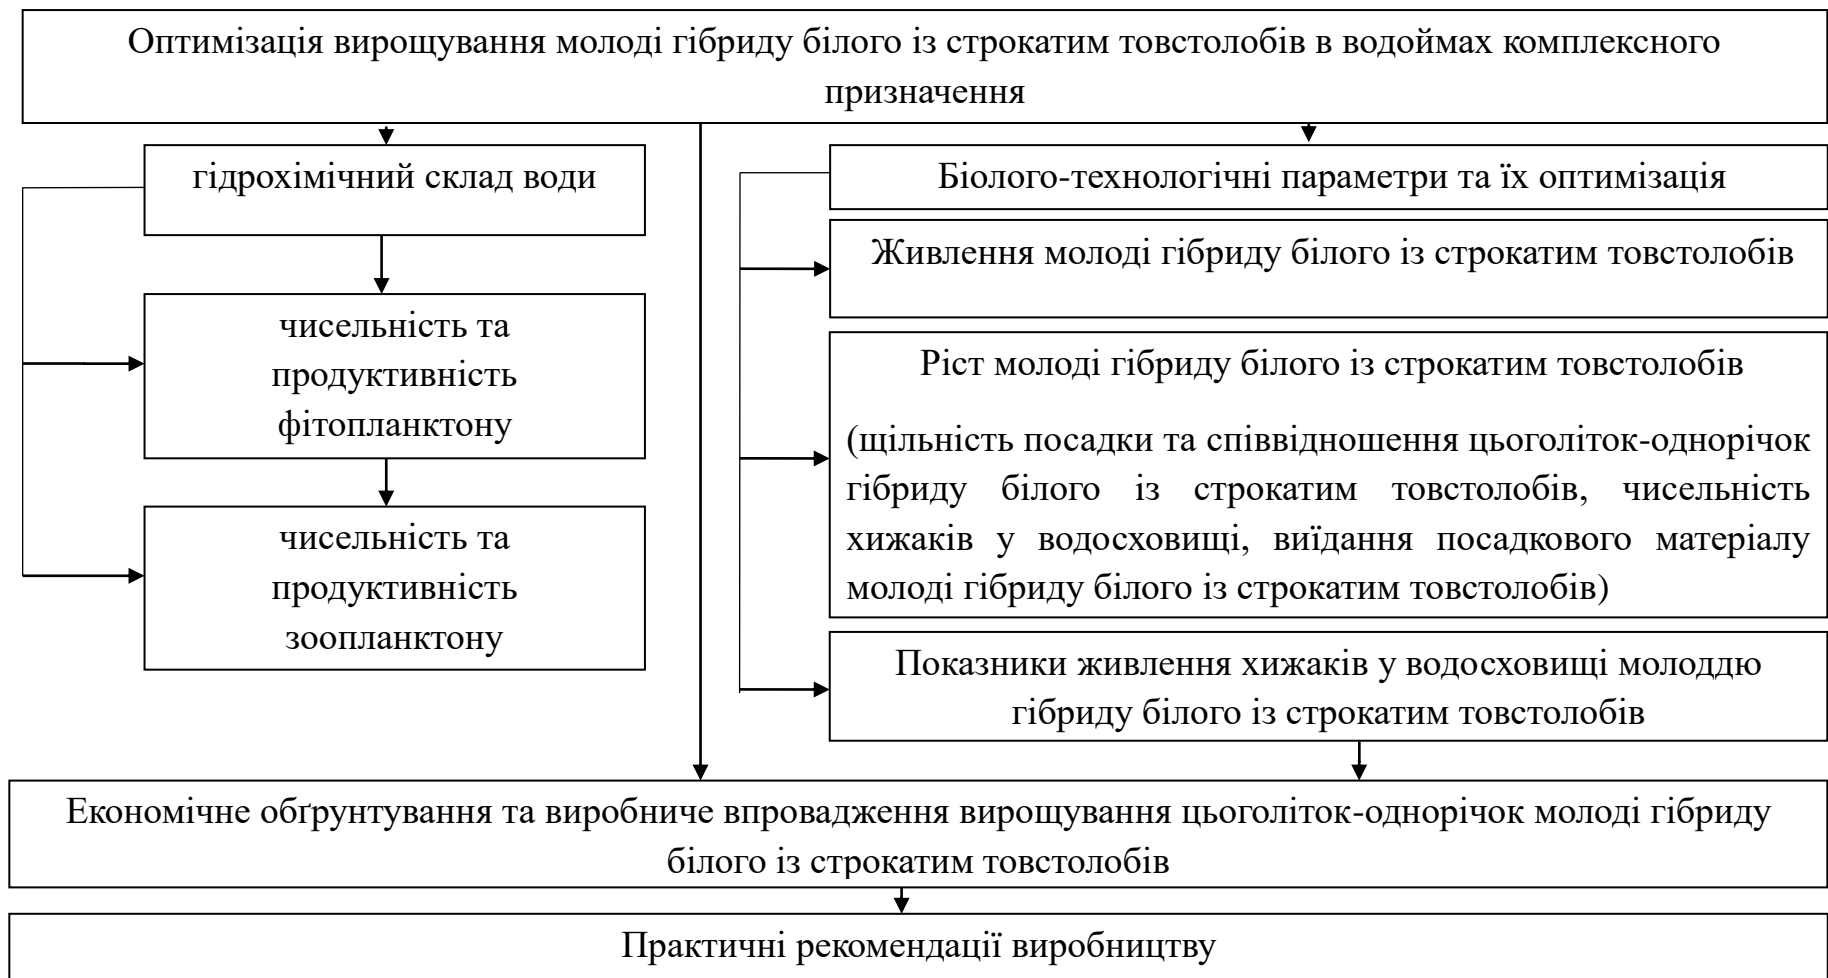 Оптимізація вирощування молоді гібриду білого із строкатим товстолобів в водоймах комплексного
призначення
гідрохімічний склад води
чисельність та
продуктивність
фітопланктону
чисельність та
продуктивність
зоопланктону
Біолого-технологічні параметри та їх оптимізація
Живлення молоді гібриду білого із строкатим товстолобів
Ріст молоді гібриду білого із строкатим товстолобів
(щільність посадки та співвідношення цьоголіток-однорічок
гібриду білого із строкатим товстолобів, чисельність
хижаків у водосховищі, виїдання посадкового матеріалу
молоді гібриду білого із строкатим товстолобів)
Показники живлення хижаків у водосховищі молоддю
гібриду білого із строкатим товстолобів
Економічне обґрунтування та виробниче впровадження вирощування цьоголіток-однорічок молоді гібриду
білого із строкатим товстолобів
Практичні рекомендації виробництву